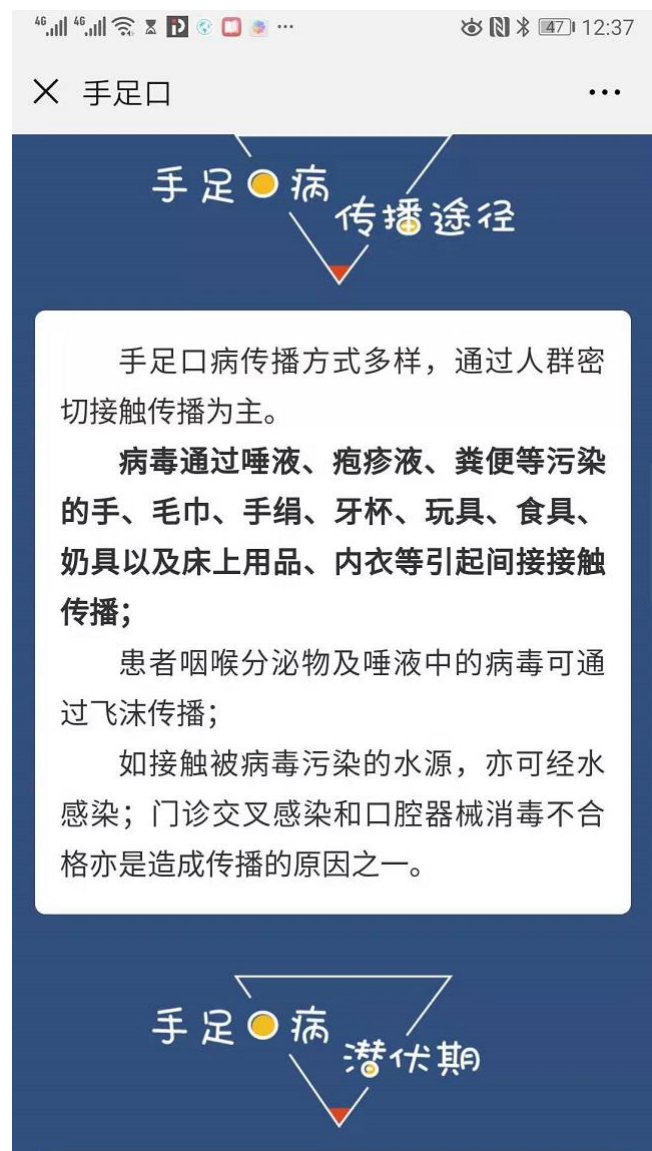 4G 4G 47 12:37
手足口
手足口病
传播途径
手足口病传播方式多样，通过人群密
切接触传播为主。
病毒通过唾液、疱疹液、粪便等污染
的手、毛巾、手绢、牙杯、玩具、食具、
奶具以及床上用品、内衣等引起间接接触
传播；
患者咽喉分泌物及唾液中的病毒可通
过飞沫传播；
如接触被病毒污染的水源，亦可经水
感染；门诊交叉感染和口腔器械消毒不合
格亦是造成传播的原因之一。
手足口病
潜伏期